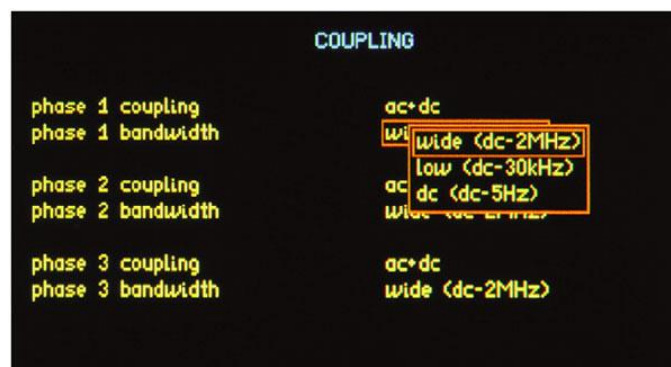 COUPLING
phase 1 coupling ac+dc
phase 1 bandwidth
wide (dc-2MHz)
low (dc-30kHz)
dc (dc-5Hz)
phase 2 coupling
phase 2 bandwidth
phase 3 coupling ac+dc
phase 3 bandwidth wide (dc-2MHz)